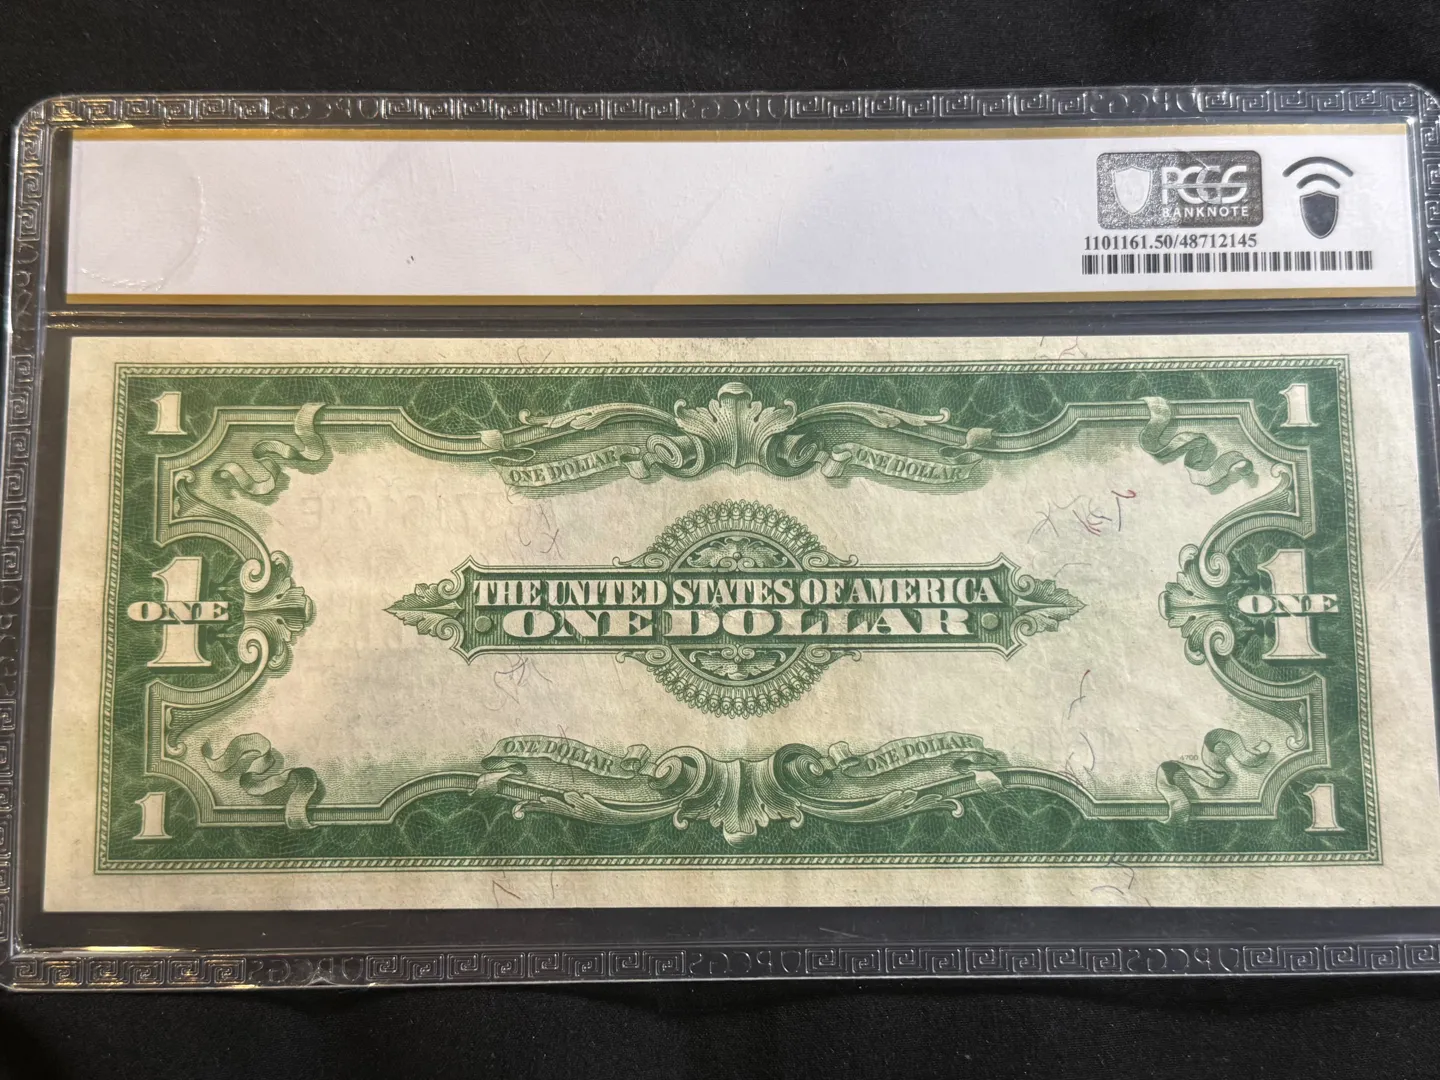 PCGS
BANKNOTE
1101161.50/48712145
1 1
ONE DOLLAR ONE DOLLAR
1 ONE 1 ONE
THE UNITED STATES OF AMERICA
ONE DOLLAR
ONE DOLLAR ONE DOLLAR
1 1